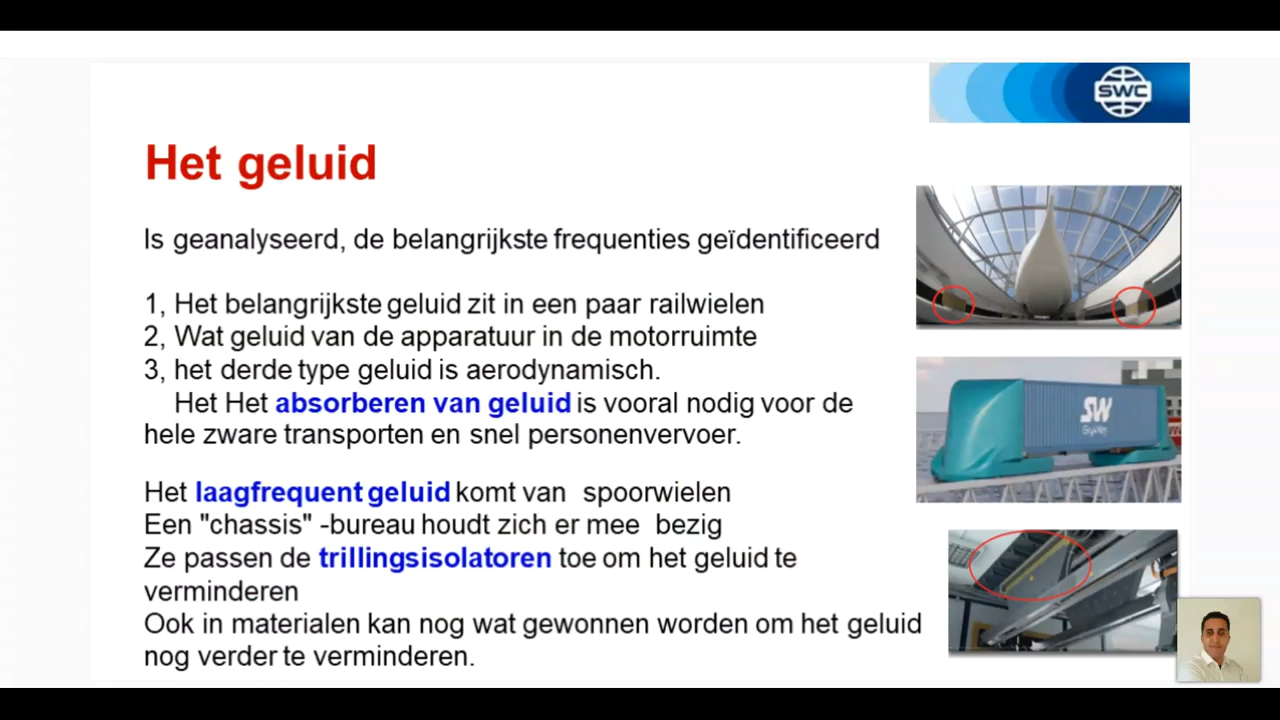 SWC
Het geluid
Is geanalyseerd, de belangrijkste frequenties geïdentificeerd
1, Het belangrijkste geluid zit in een paar railwielen
2, Wat geluid van de apparatuur in de motorruimte
3, het derde type geluid is aerodynamisch.
Het Het absorberen van geluid is vooral nodig voor de
hele zware transporten en snel personenvervoer.
Het laagfrequent geluid komt van spoorwielen
Een "chassis" -bureau houdt zich er mee bezig
Ze passen de trillingsisolatoren toe om het geluid te
verminderen
Ook in materialen kan nog wat gewonnen worden om het geluid
nog verder te verminderen.
SW